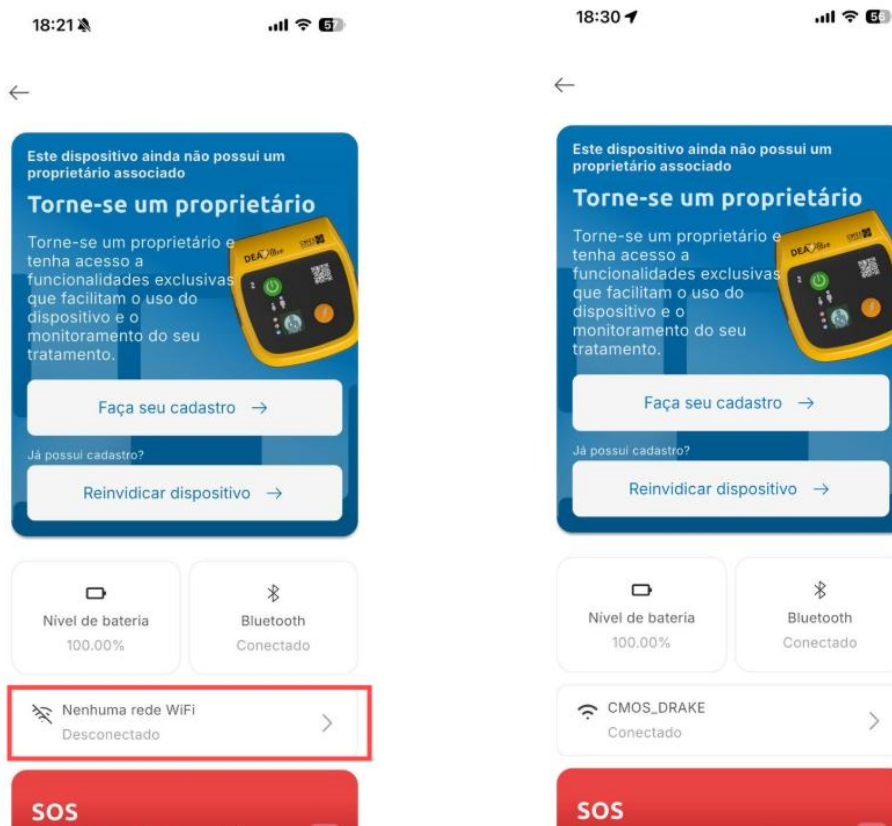 18:21
57
Este dispositivo ainda não possui um
proprietário associado
Torne-se um proprietário
Torne-se um proprietário e
tenha acesso a
funcionalidades exclusivas
que facilitam o uso do
dispositivo e o
monitoramento do seu
tratamento.
DEA
Faça seu cadastro →
Já possui cadastro?
Reinvidicar dispositivo →
Nível de bateria
100.00%
Bluetooth
Conectado
Nenhuma rede WiFi
Desconectado
SOS
18:30
56
Este dispositivo ainda não possui um
proprietário associado
Torne-se um proprietário
Torne-se um proprietário e
tenha acesso a
funcionalidades exclusivas
que facilitam o uso do
dispositivo e o
monitoramento do seu
tratamento.
DEA
Faça seu cadastro →
Já possui cadastro?
Reinvidicar dispositivo →
Nível de bateria
100.00%
Bluetooth
Conectado
CMOS_DRAKE
Conectado
SOS